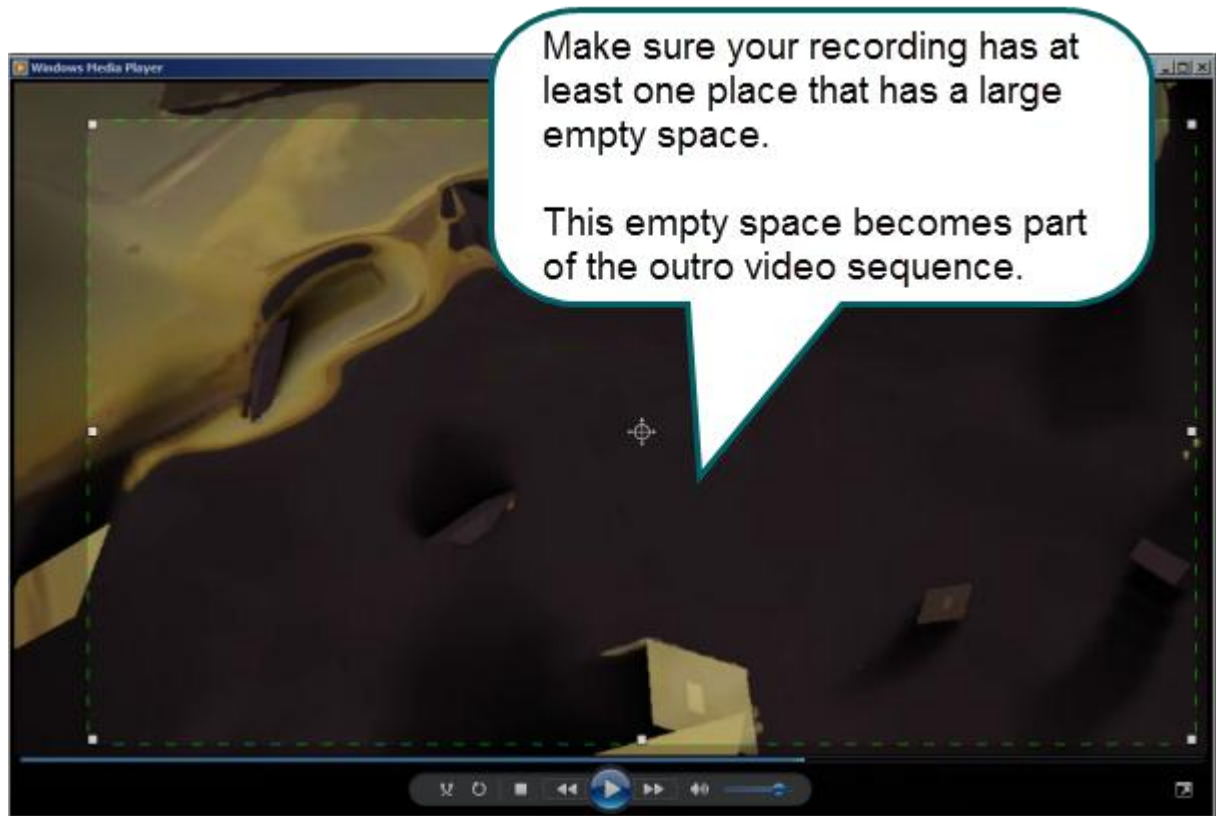 Windows Media Player
Make sure your recording has at
least one place that has a large
empty space.
This empty space becomes part
of the outro video sequence.